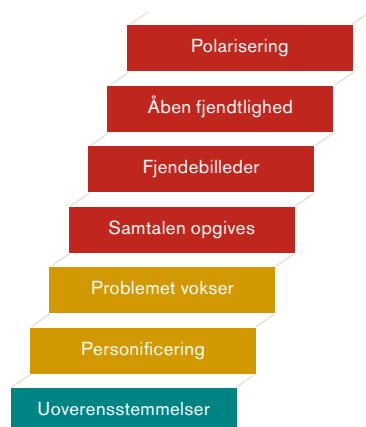 Polarisering
Åben fjendtlighed
Fjendebilleder
Samtalen opgives
Problemet vokser
Personificering
Uoverensstemmelser